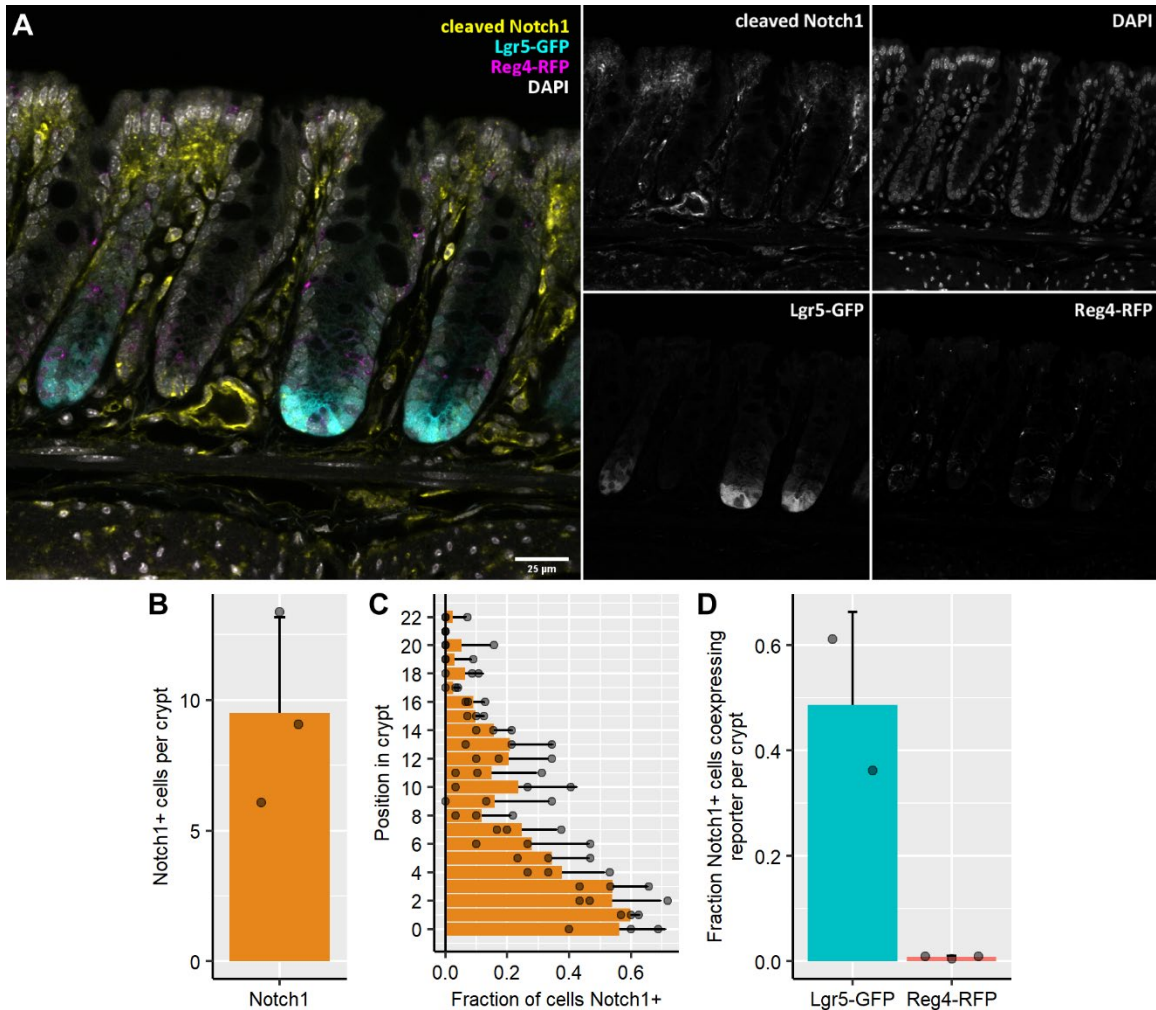 A
cleaved Notch1
Lgr5-GFP
Reg4-RFP
DAPI
25 µm
cleaved Notch1
DAPI
Lgr5-GFP
Reg4-RFP
B
Notch1+ cells per crypt
10
5
0
Notch1
C
Position in crypt
22
20
18
16
14
12
10
8
6
4
2
0
0.0 0.2 0.4 0.6
Fraction of cells Notch1+
D
Fraction Notch1+ cells coexpressing
reporter per crypt
0.6
0.4
0.2
0.0
Lgr5-GFP Reg4-RFP